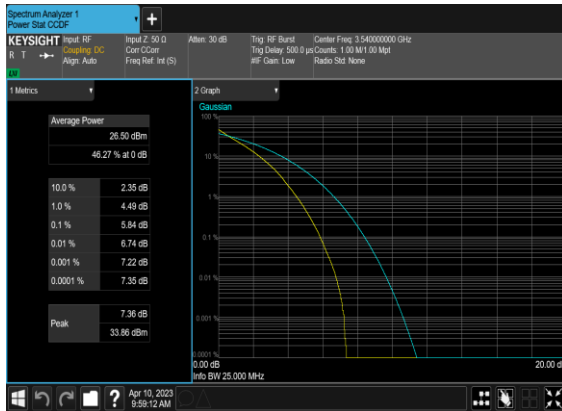 Spectrum Analyzer 1
Power Stat CCDF
+
KEYSIGHT
R T
LXI
Input: RF
Coupling: DC
Align: Auto
Input Z: 50 Ω
Corr CCorr
Freq Ref: Int (S)
Atten: 30 dB
Trig: RF Burst
Trig Delay: 500.0 µs
#IF Gain: Low
Center Freq: 3.540000000 GHz
Counts: 1.00 M/1.00 Mpt
Radio Std: None
1 Metrics
Average Power
26.50 dBm
46.27 % at 0 dB
10.0 % 2.35 dB
1.0 % 4.49 dB
0.1 % 5.84 dB
0.01 % 6.74 dB
0.001 % 7.22 dB
0.0001 % 7.35 dB
Peak
7.36 dB
33.86 dBm
2 Graph
Gaussian
100 %
10 %
1 %
0.1 %
0.01 %
0.001 %
0.0001 %
0.00 dB
20.00 d
Info BW 25.000 MHz
?
Apr 10, 2023
9:59:12 AM